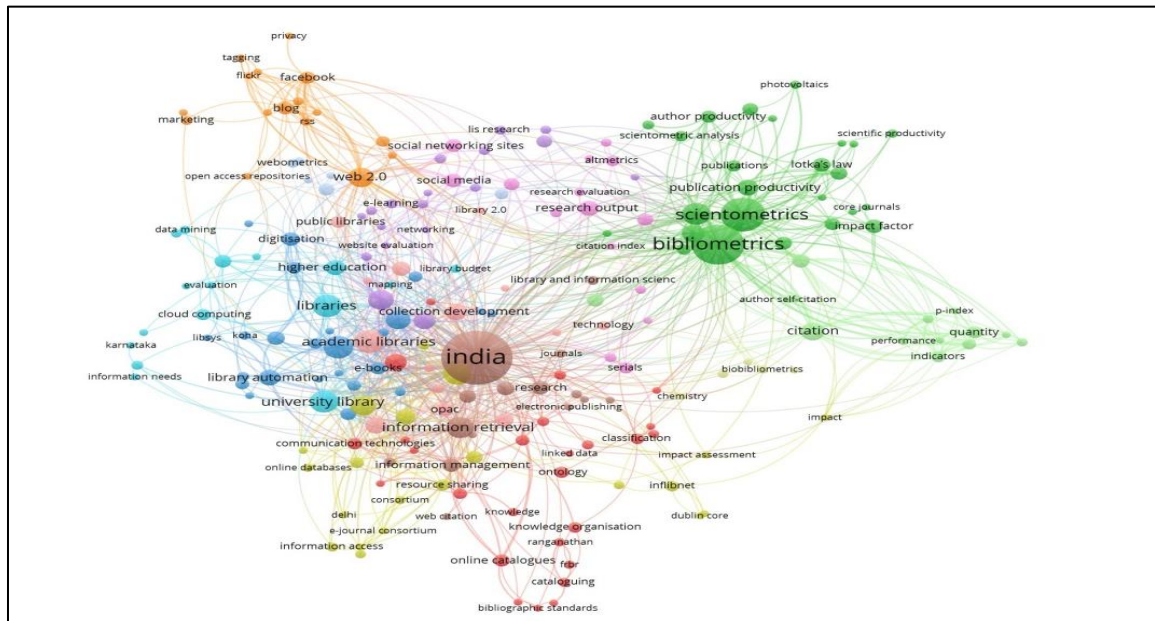 privacy
tagging
flickr
facebook
photovoltaics
blog
marketing
rss
author productivity
lis research
scientometric analysis
scientific productivity
social networking sites
altmetrics
webometrics
publications
lotka's law
open access repositories
web 2.0
social media
research evaluation
publication productivity
e-learning
library 2.0
research output
core journals
scientometrics
impact factor
public libraries
networking
data mining
digitisation
website evaluation
citation index
bibliometrics
higher education
library budget
library and information scienc
evaluation
mapping
author self-citation
libraries
collection development
p-index
cloud computing
technology
citation
quantity
karnataka
libsys
koha
academic libraries
performance
india
journals
indicators
information needs
library automation
e-books
serials
biobibliometrics
research
chemistry
university library
opac
electronic publishing
impact
information retrieval
communication technologies
classification
linked data
impact assessment
online databases
information management
ontology
resource sharing
inflibnet
consortium
delhi
web citation
knowledge
dublin core
e-journal consortium
knowledge organisation
information access
ranganathan
online catalogues
frbr
cataloguing
bibliographic standards